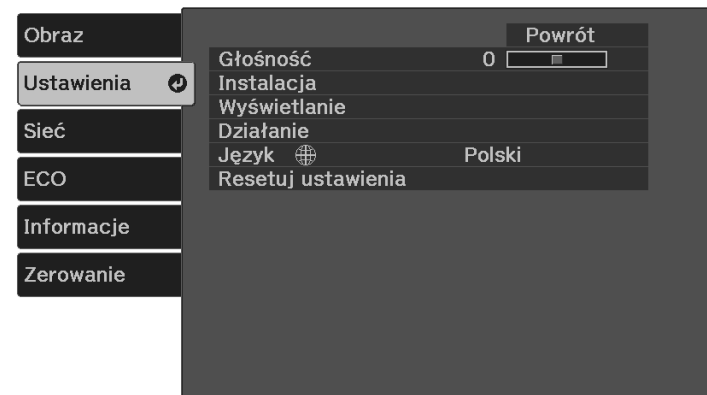 Obraz
Ustawienia
Sieć
ECO
Informacje
Zerowanie
Powrót
Głośność 0
Instalacja
Wyświetlanie
Działanie
Język Polski
Resetuj ustawienia